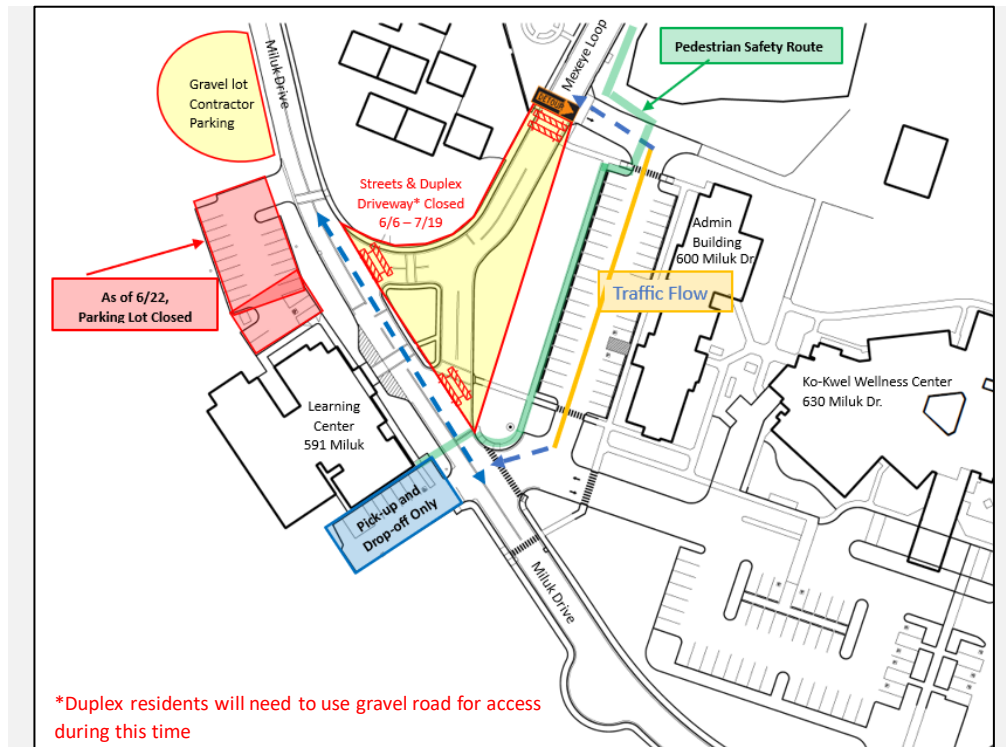 Miluk Drive
Gravel lot
Contractor
Parking
Mexeye Loop
DETOUR
Pedestrian Safety Route
Streets & Duplex
Driveway* Closed
6/6 – 7/19
As of 6/22,
Parking Lot Closed
Admin
Building
600 Miluk Dr
Traffic Flow
Ko-Kwel Wellness Center
630 Miluk Dr.
Learning
Center
591 Miluk
Pick-up and
Drop-off Only
Miluk Drive
*Duplex residents will need to use gravel road for access
during this time